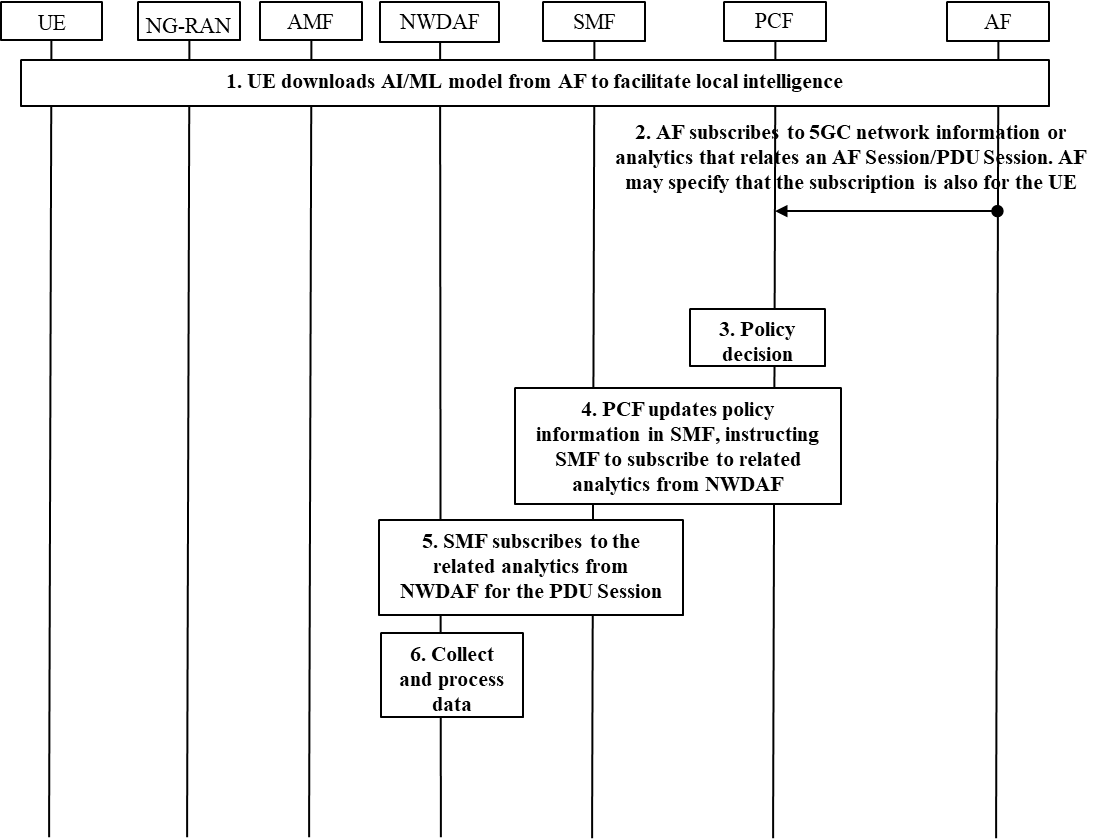 UE
NG-RAN
AMF
NWDAF
SMF
PCF
AF
1. UE downloads AI/ML model from AF to facilitate local intelligence
2. AF subscribes to 5GC network information or
analytics that relates an AF Session/PDU Session. AF
may specify that the subscription is also for the UE
3. Policy
decision
4. PCF updates policy
information in SMF, instructing
SMF to subscribe to related
analytics from NWDAF
5. SMF subscribes to the
related analytics from
NWDAF for the PDU Session
6. Collect
and process
data